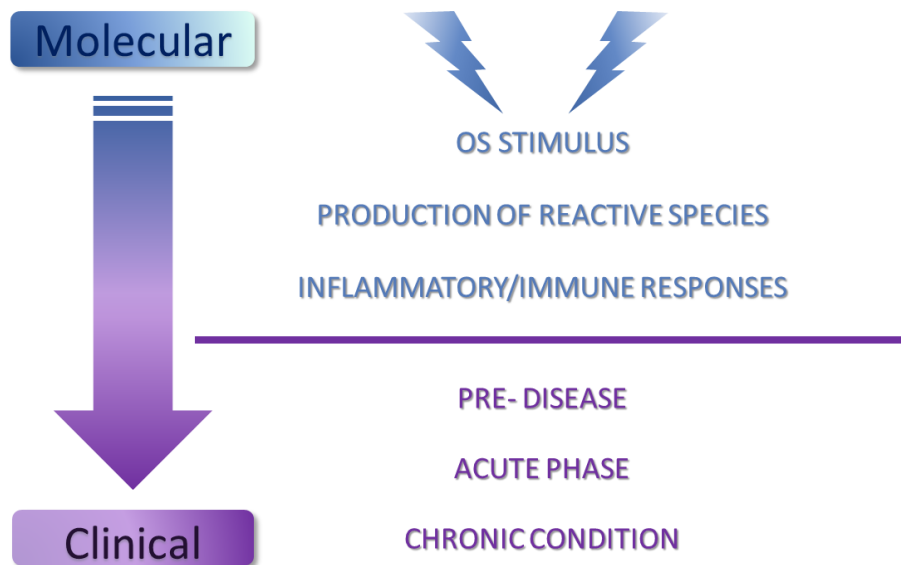 Molecular
OS STIMULUS
PRODUCTION OF REACTIVE SPECIES
INFLAMMATORY/IMMUNE RESPONSES
PRE- DISEASE
ACUTE PHASE
Clinical
CHRONIC CONDITION